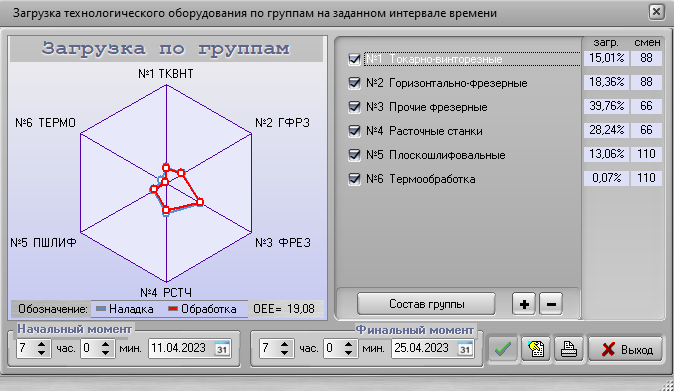 Загрузка технологического оборудования по группам на заданном интервале времени
Загрузка по группам
№1 ТКВНТ
№2 ГФРЗ
№3 ФРЕЗ
№4 РСТЧ
№5 ПШЛИФ
№6 ТЕРМО
Обозначение: Наладка Обработка OEE= 19,08
загр. смен
№1 Токарно-винторезные 15,01% 88
№2 Горизонтально-фрезерные 18,36% 88
№3 Прочие фрезерные 39,76% 66
№4 Расточные станки 28,24% 66
№5 Плоскошлифовальные 13,06% 110
№6 Термообработка 0,07% 110
Состав группы + −
Начальный момент
7 час. 0 мин. 11.04.2023 31
Финальный момент
7 час. 0 мин. 25.04.2023 31
Выход